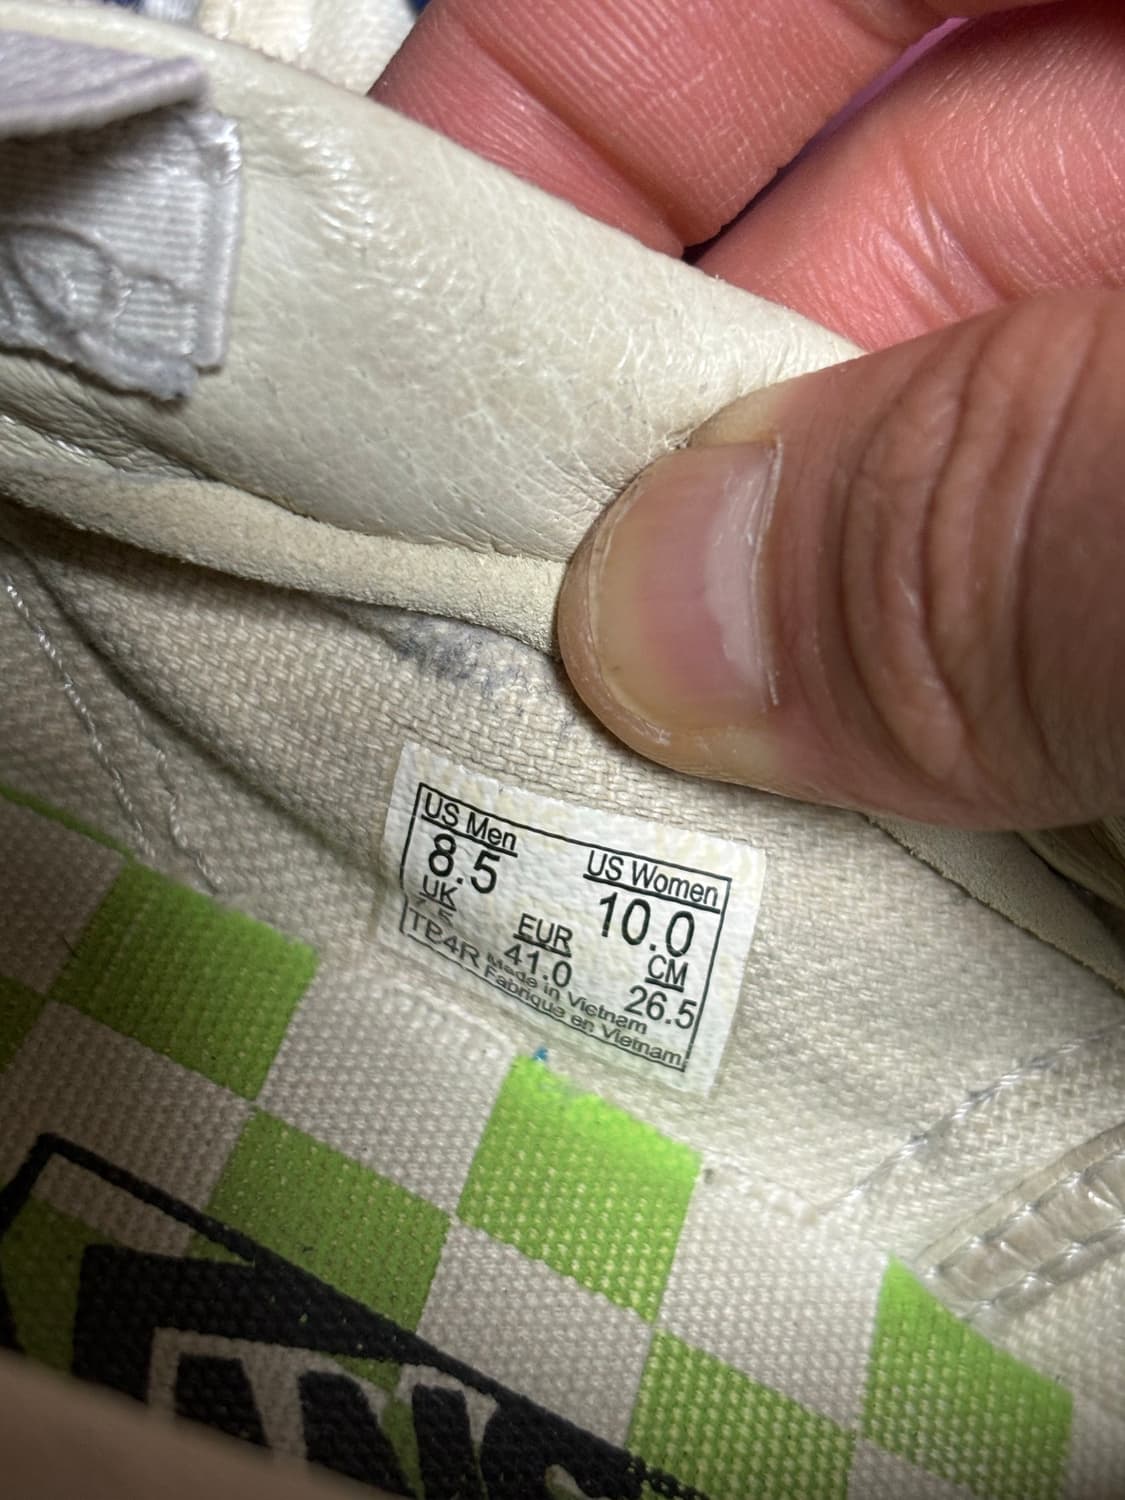 US Men
8.5
US Women
10.0
UK
EUR
41.0
CM
26.5
TB4R
Made in Vietnam
Fabriqué en Vietnam